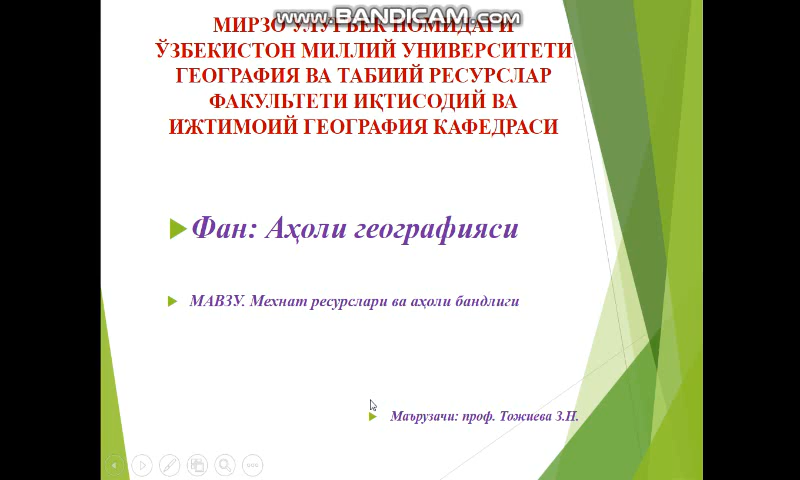 www.BANDICAM.com
МИРЗО УЛУҒБЕК НОМИДАГИ
ЎЗБЕКИСТОН МИЛЛИЙ УНИВЕРСИТЕТИ
ГЕОГРАФИЯ ВА ТАБИИЙ РЕСУРСЛАР
ФАКУЛЬТЕТИ ИҚТИСОДИЙ ВА
ИЖТИМОИЙ ГЕОГРАФИЯ КАФЕДРАСИ
Фан: Аҳоли географияси
МАВЗУ. Мехнат ресурслари ва аҳоли бандлиги
Маърузачи: проф. Тожиева З.Н.